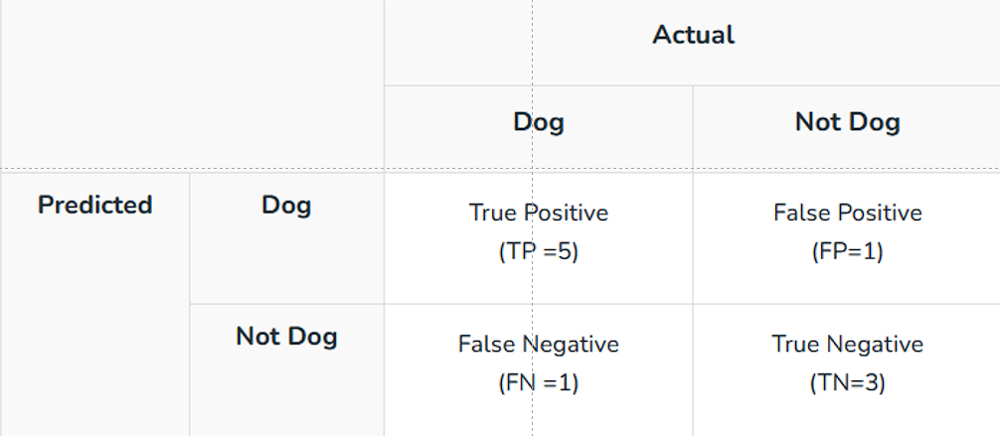 Actual
Dog Not Dog
Predicted Dog True Positive False Positive
(TP =5) (FP=1)
Not Dog False Negative True Negative
(FN =1) (TN=3)